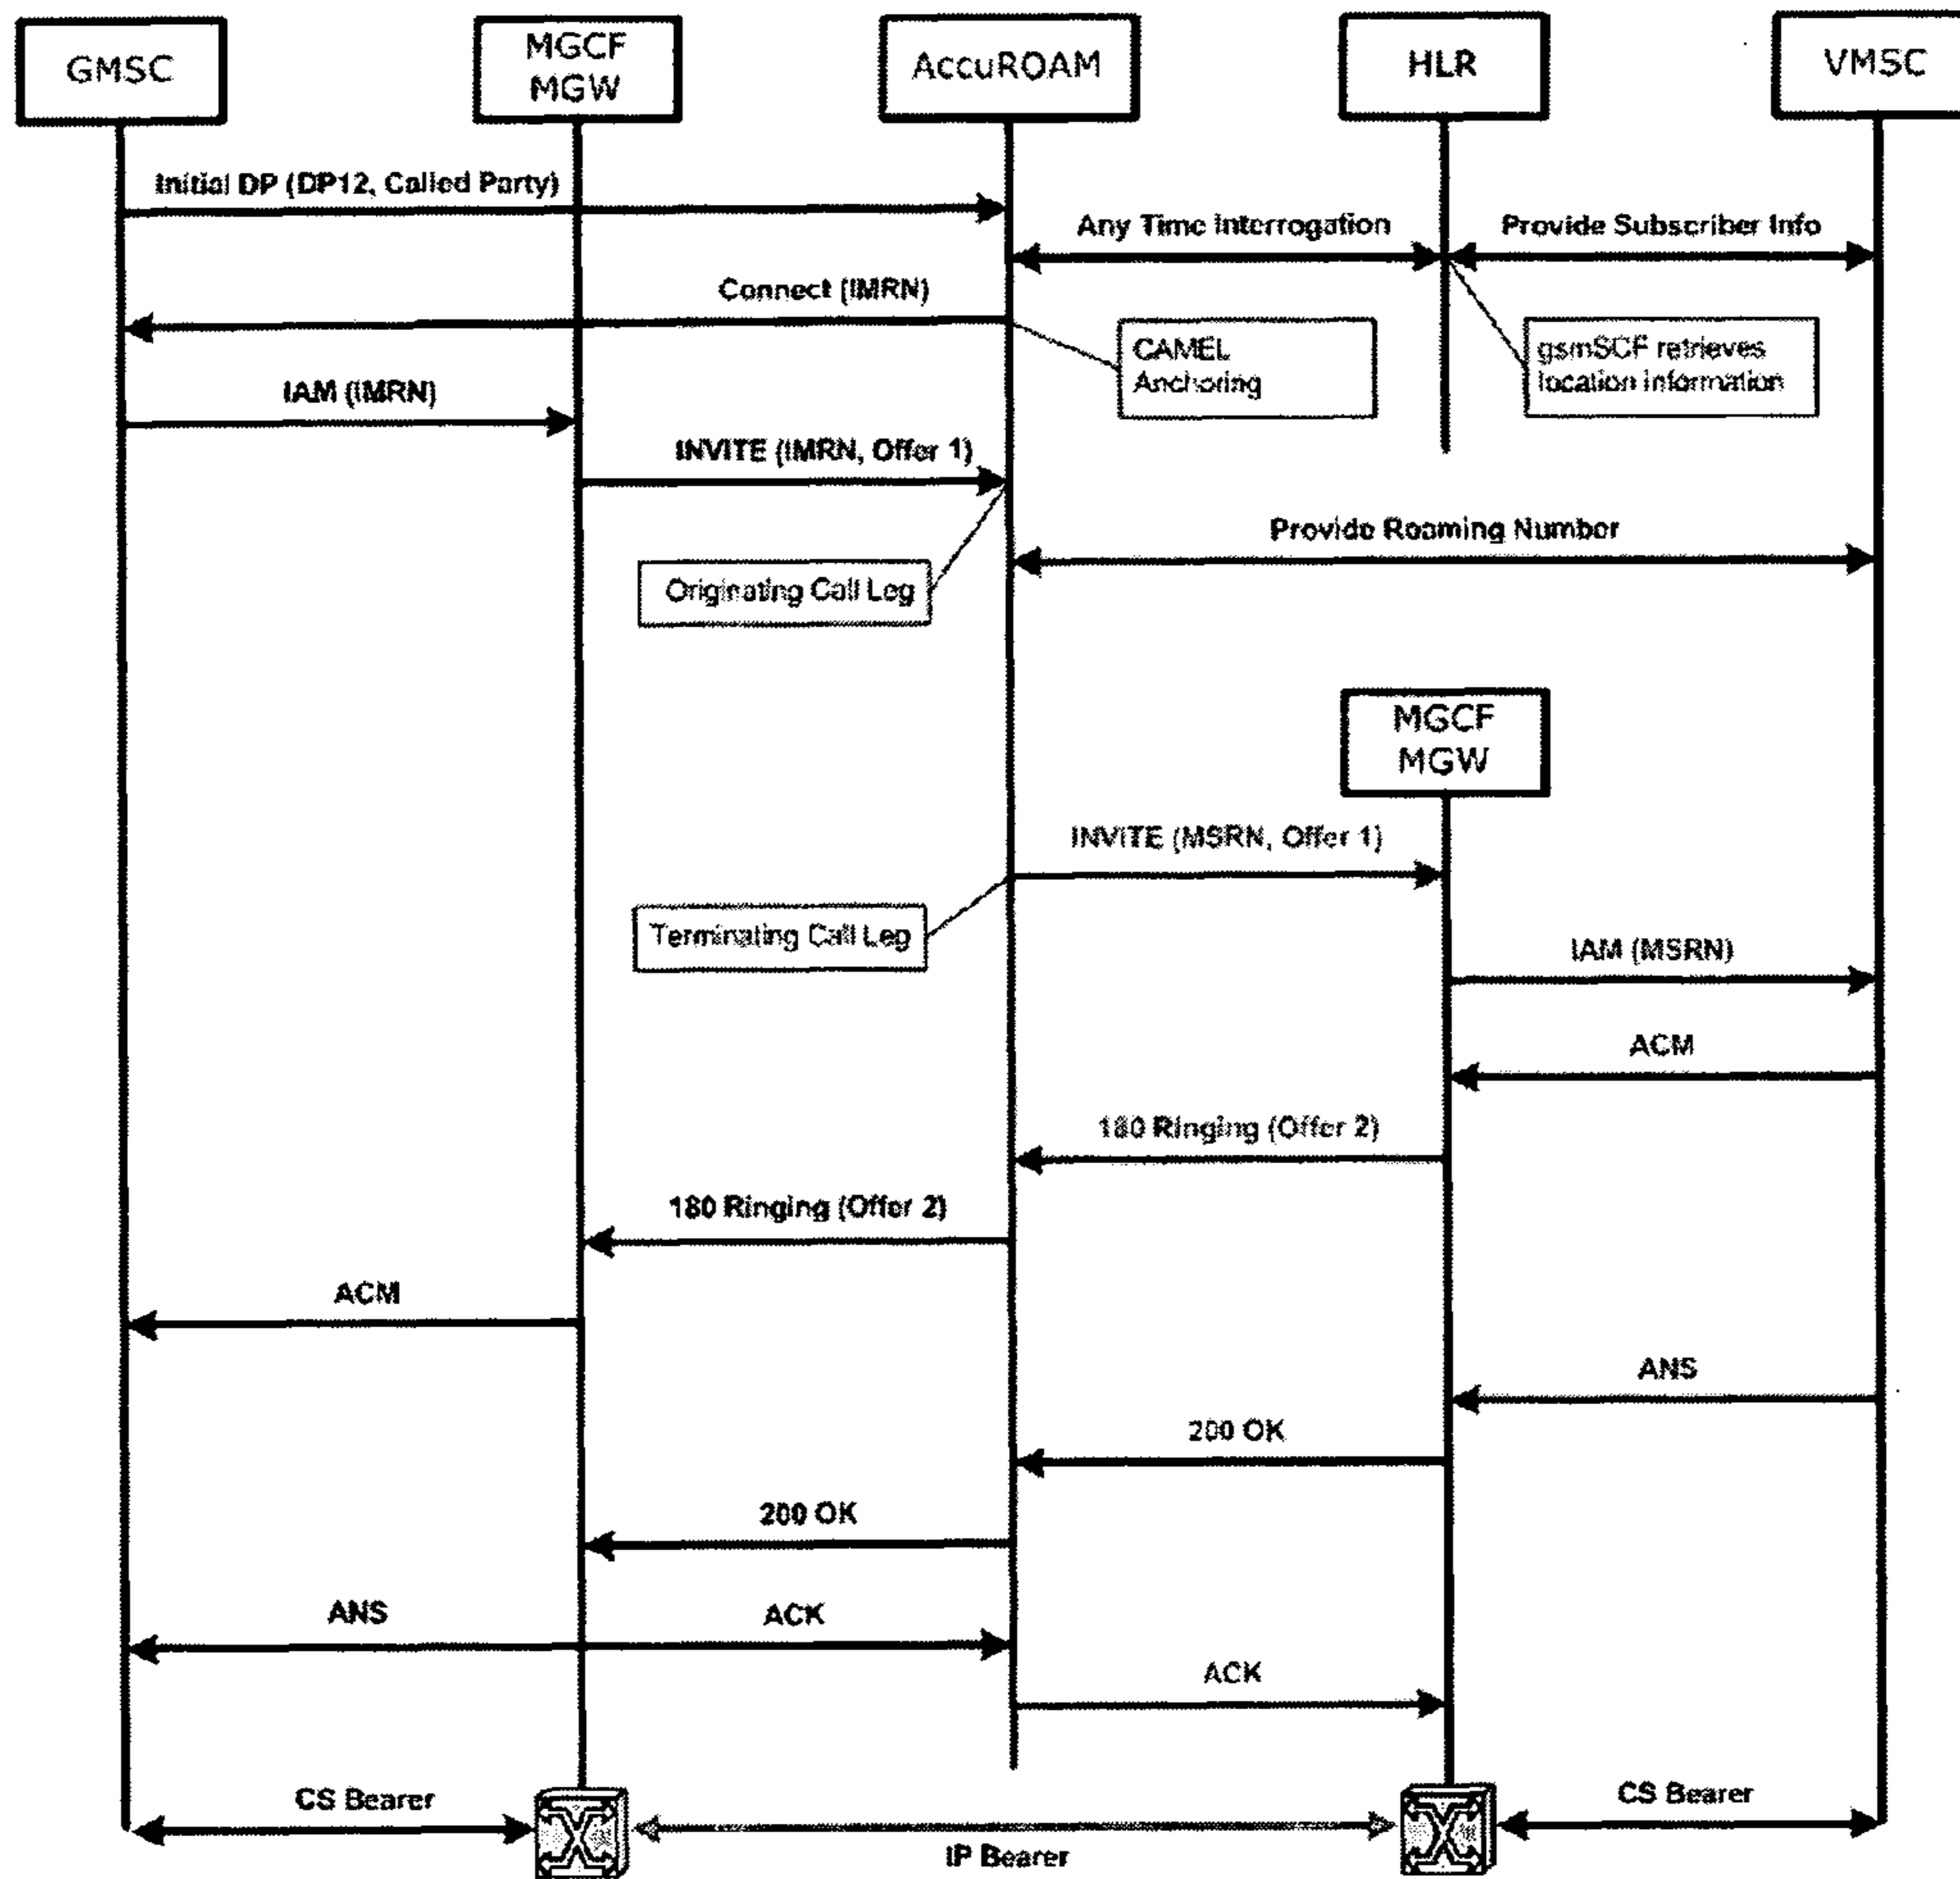 GMSC
MGCF
MGW
AccuROAM
HLR
VMSC
Initial DP (DP12, Called Party)
Any Time Interrogation
Provide Subscriber Info
Connect (IMRN)
CAMEL
Anchoring
gsmSCF retrieves
location information
IAM (IMRN)
INVITE (IMRN, Offer 1)
Provide Roaming Number
Originating Call Leg
MGCF
MGW
INVITE (MSRN, Offer 1)
Terminating Call Leg
IAM (MSRN)
ACM
180 Ringing (Offer 2)
180 Ringing (Offer 2)
ACM
ANS
200 OK
200 OK
ANS
ACK
ACK
CS Bearer
IP Bearer
CS Bearer